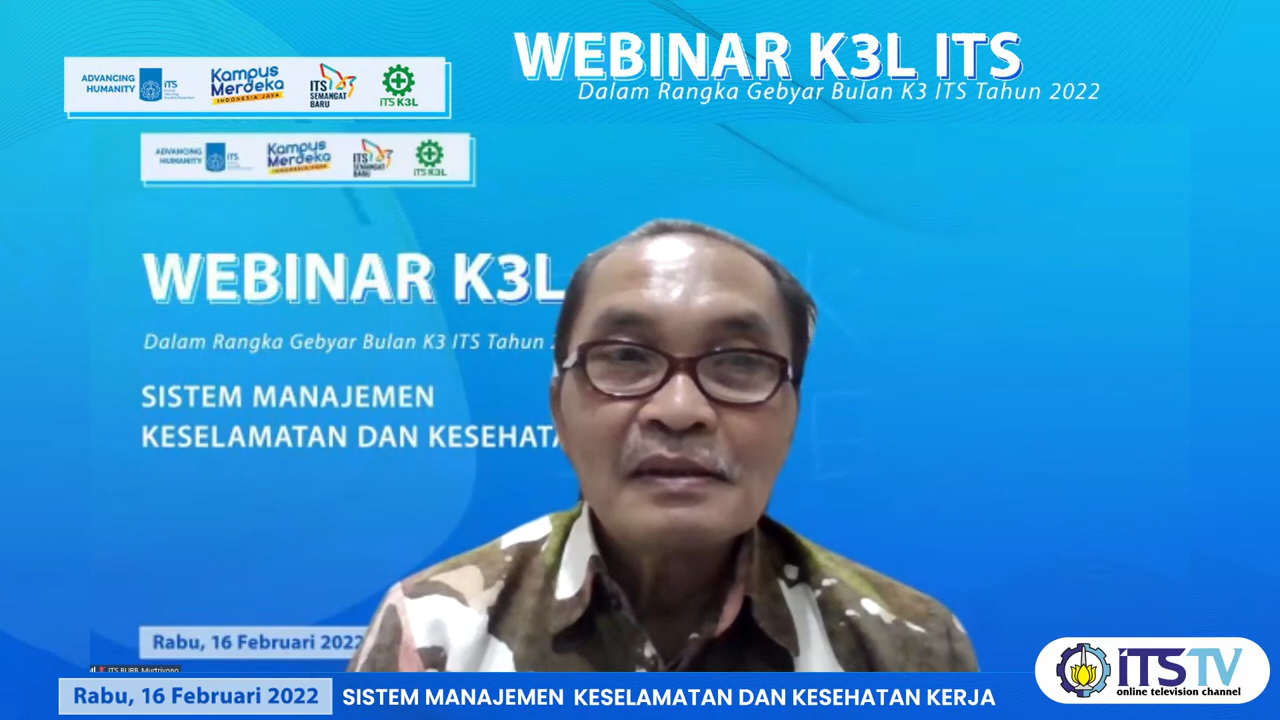 WEBINAR K3L ITS
Dalam Rangka Gebyar Bulan K3 ITS Tahun 2022
ADVANCING
HUMANITY
ITS
Kampus
Merdeka
INDONESIA JAYA
ITS
SEMANGAT
BARU
ITS K3L
ADVANCING
HUMANITY
ITS
Kampus
Merdeka
INDONESIA JAYA
ITS
SEMANGAT
BARU
ITS K3L
WEBINAR K3L
Dalam Rangka Gebyar Bulan K3 ITS Tahun
SISTEM MANAJEMEN
KESELAMATAN DAN KESEHATA
Rabu, 16 Februari 2022
Rabu, 16 Februari 2022
SISTEM MANAJEMEN KESELAMATAN DAN KESEHATAN KERJA
iTS TV
online television channel